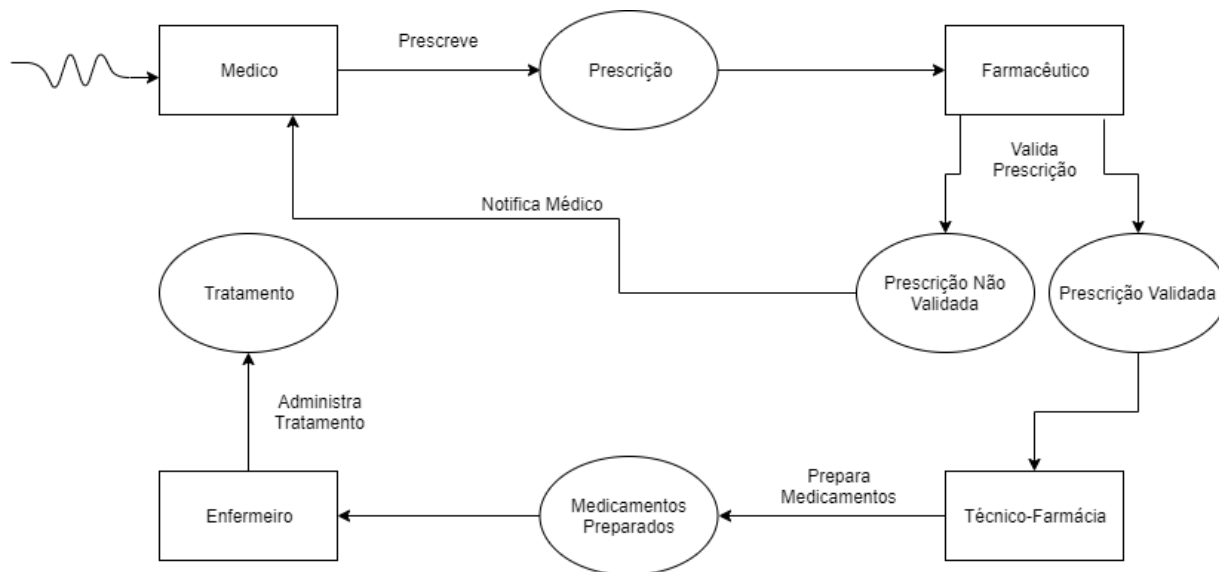 Prescreve
Medico
Prescrição
Farmacêutico
Valida
Prescrição
Notifica Médico
Tratamento
Prescrição Não
Validada
Prescrição Validada
Administra
Tratamento
Prepara
Medicamentos
Enfermeiro
Medicamentos
Preparados
Técnico-Farmácia